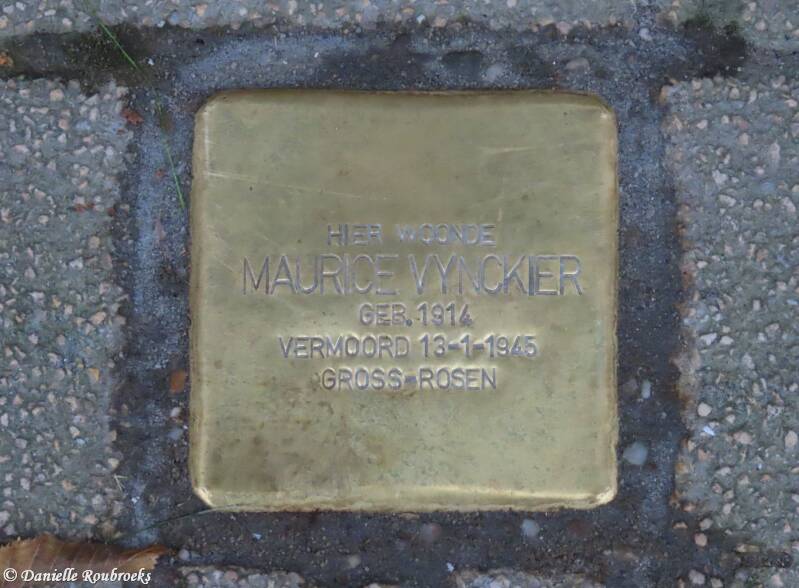 HIER WOONDE
MAURICE VYNCKIER
GEB. 1914
VERMOORD 13-1-1945
GROSS-ROSEN
© Danielle Roubroeks